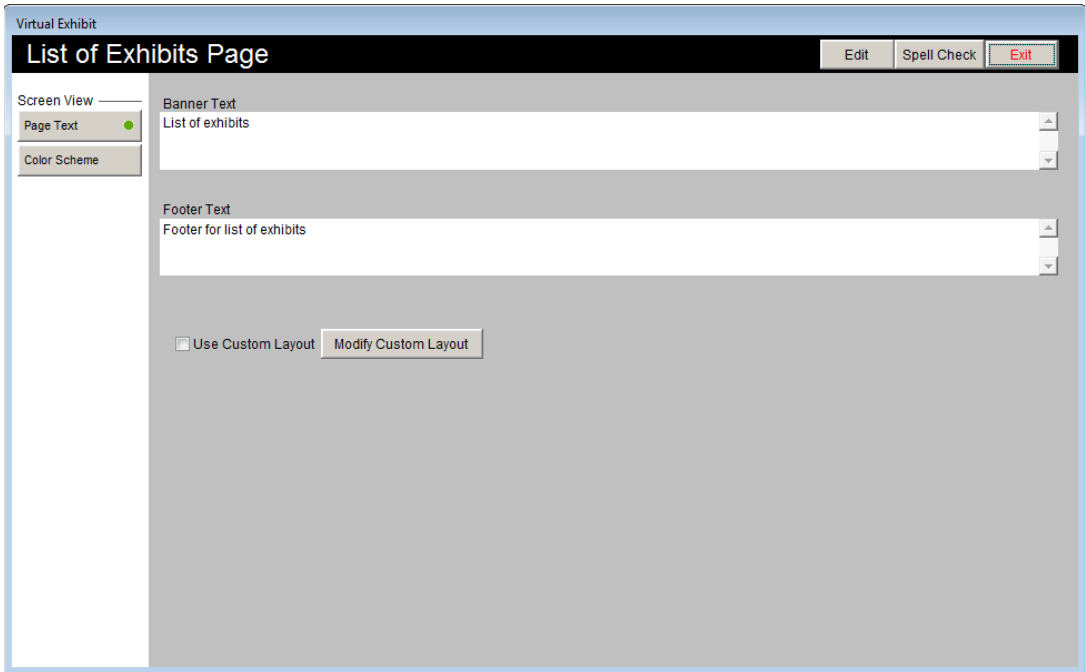 Virtual Exhibit
List of Exhibits Page
Edit
Spell Check
Exit
Screen View
Page Text
Color Scheme
Banner Text
List of exhibits
Footer Text
Footer for list of exhibits
Use Custom Layout
Modify Custom Layout